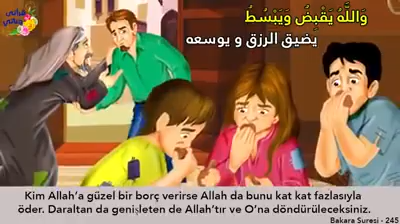 وَاللَّهُ يَقْبِضُ وَيَبْسُطُ
يضيق الرزق و يوسعه
Kim Allah'a güzel bir borç verirse Allah da bunu kat kat fazlasıyla
öder. Daraltan da genişleten de Allah'tır ve O'na döndürüleceksiniz.
Bakara Suresi - 245